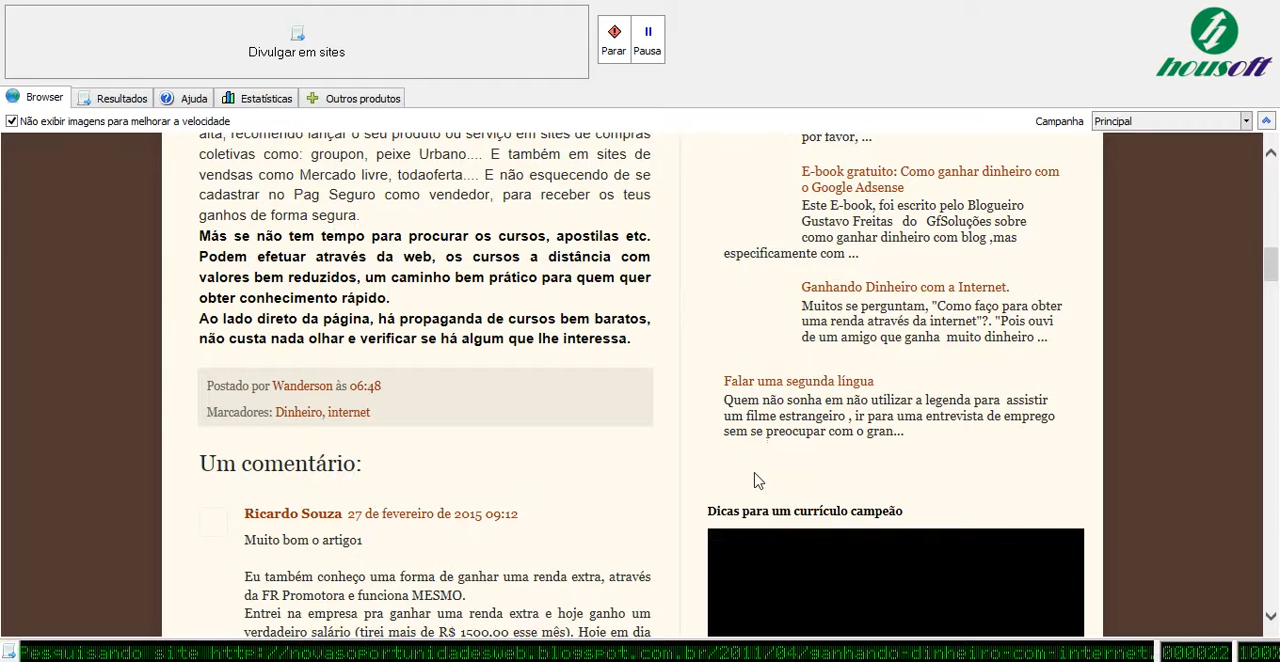 Divulgar em sites
Parar
Pausa
housoft
Browser
Resultados
Ajuda
Estatísticas
Outros produtos
Não exibir imagens para melhorar a velocidade
Campanha
Principal
alta, recomendo lançar o seu produto ou serviço em sites de compras
coletivas como: groupon, peixe Urbano.... E também em sites de
vendsas como Mercado livre, todaoferta.... E não esquecendo de se
cadastrar no Pag Seguro como vendedor, para receber os teus
ganhos de forma segura.
Más se não tem tempo para procurar os cursos, apostilas etc.
Podem efetuar através da web, os cursos a distância com
valores bem reduzidos, um caminho bem prático para quem quer
obter conhecimento rápido.
Ao lado direto da página, há propaganda de cursos bem baratos,
não custa nada olhar e verificar se há algum que lhe interessa.
Postado por Wanderson às 06:48
Marcadores: Dinheiro, internet
Um comentário:
Ricardo Souza 27 de fevereiro de 2015 09:12
Muito bom o artigo1
Eu também conheço uma forma de ganhar uma renda extra, através
da FR Promotora e funciona MESMO.
Entrei na empresa pra ganhar uma renda extra e hoje ganho um
verdadeiro salário (tirei mais de R$ 1500.00 esse mês). Hoje em dia
por favor, ...
E-book gratuito: Como ganhar dinheiro com
o Google Adsense
Este E-book, foi escrito pelo Blogueiro
Gustavo Freitas do GfSoluções sobre
como ganhar dinheiro com blog ,mas
especificamente com ...
Ganhando Dinheiro com a Internet.
Muitos se perguntam, "Como faço para obter
uma renda através da internet"?. "Pois ouvi
de um amigo que ganha muito dinheiro ...
Falar uma segunda língua
Quem não sonha em não utilizar a legenda para assistir
um filme estrangeiro , ir para uma entrevista de emprego
sem se preocupar com o gran...
Dicas para um currículo campeão
Pesquisando site http://novasoportunidadesweb.blogspot.com.br/2011/04/ganhando-dinheiro-com-internet.
000022
100%